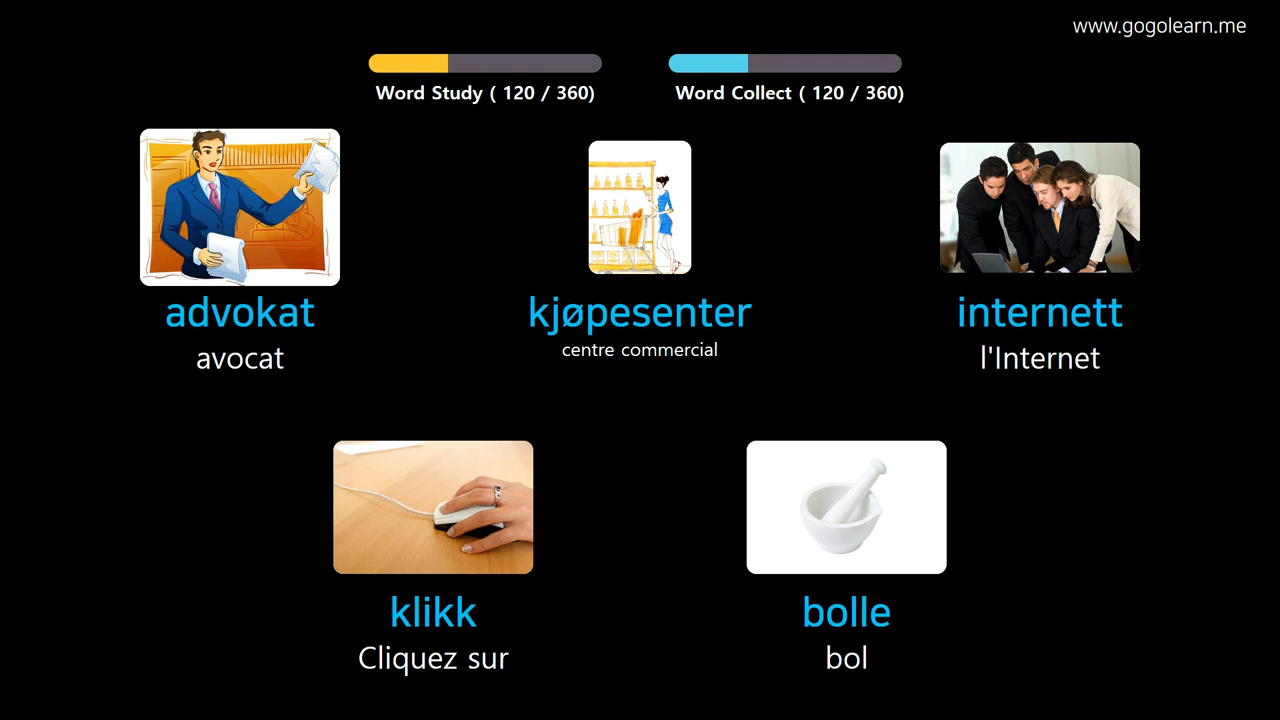 www.gogolearn.me
Word Study ( 120 / 360)
Word Collect ( 120 / 360)
advokat
avocat
kjøpesenter
centre commercial
internett
l'Internet
klikk
Cliquez sur
bolle
bol